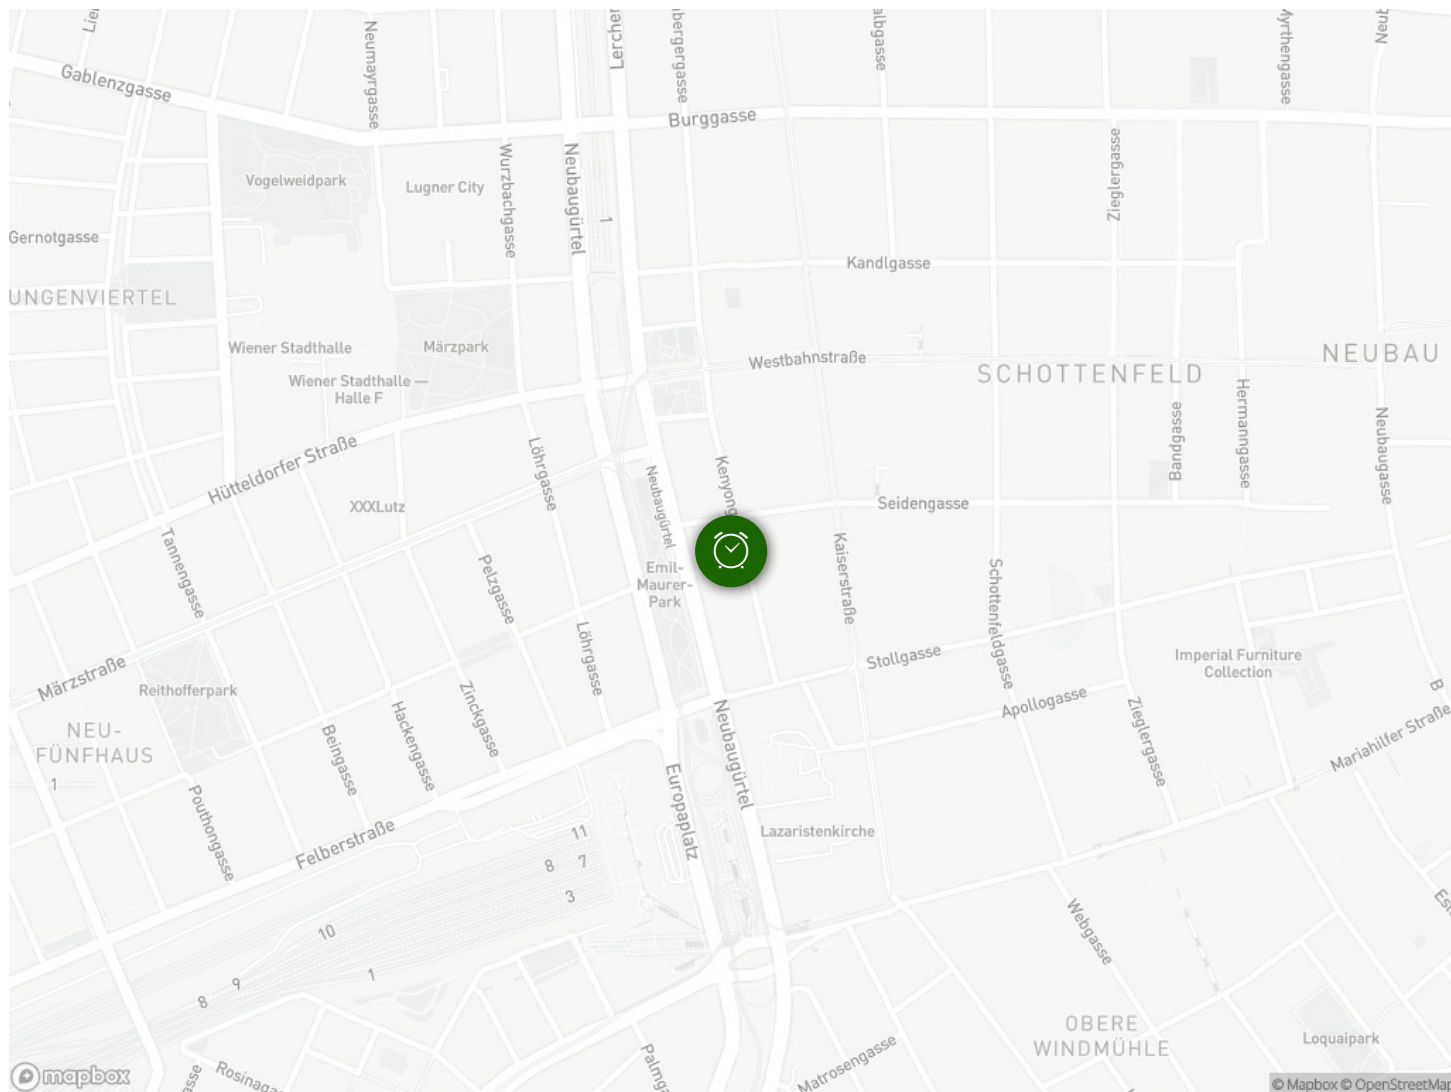 Gablenzgasse
Neumayrgasse
Burggasse
Vogelweidpark
Lugner City
Wurzbachgasse
Neubaugürtel
1
Zieglergasse
Gernotgasse
Kandlgasse
Wiener Stadthalle
Märzpark
Westbahnstraße
SCHOTTENFELD
NEUBAU
Wiener Stadthalle —
Halle F
Hermanngasse
Bandgasse
Neubaugasse
Hütteldorfer Straße
Löhrgasse
Neubaugürtel
XXXLutz
Seidengasse
Tannengasse
Pelzgasse
Emil-
Maurer-
Park
Kaiserstraße
Schottenfeldgasse
Löhrgasse
Stollgasse
Imperial Furniture
Collection
Märzstraße
Reithofferpark
Zinckgasse
Hackengasse
Beingasse
Neubaugürtel
Apollogasse
Zieglergasse
Mariahilfer Straße
NEU-
FÜNFHAUS
1
Pouthongasse
Europaplatz
Felberstraße
Lazaristenkirche
11
8
7
3
10
9
8
1
Webgasse
OBERE
WINDMÜHLE
Loquaipark
Matrosengasse
mapbox
© Mapbox © OpenStreetMap